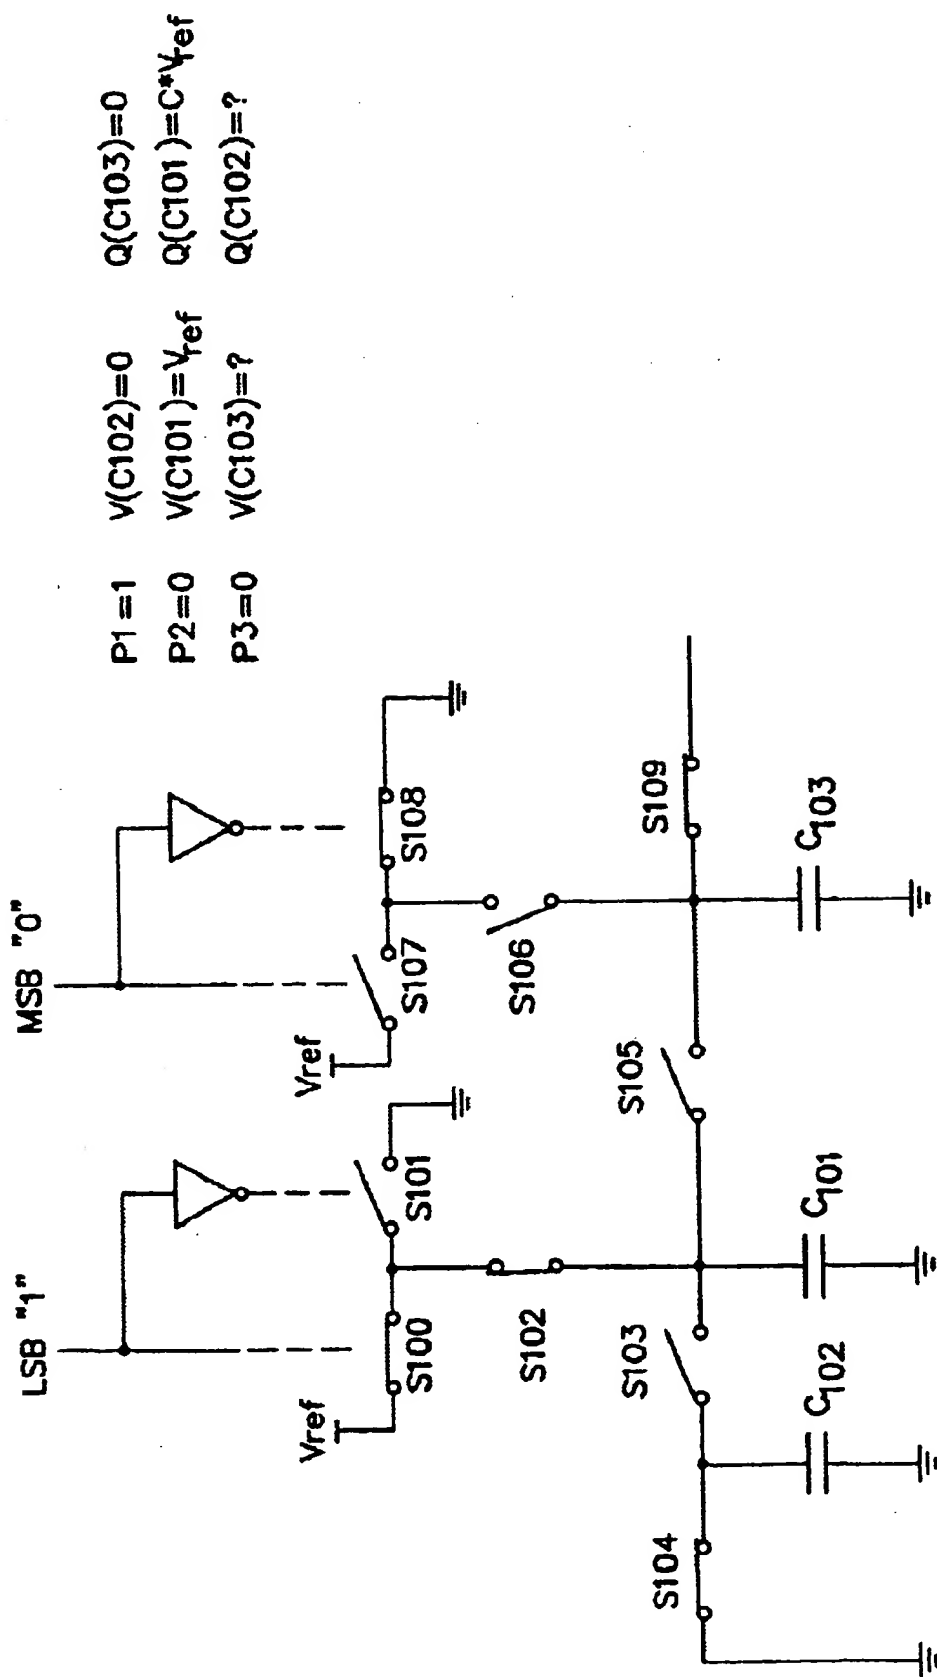 P1=1 V(C102)=0 Q(C103)=0
P2=0 V(C101)=Vref Q(C101)=C*Vref
P3=0 V(C103)=? Q(C102)=?
LSB "1"
MSB "0"
Vref
S100
S101
Vref
S107
S108
S102
S106
S104
S103
S105
S109
C102
C101
C103